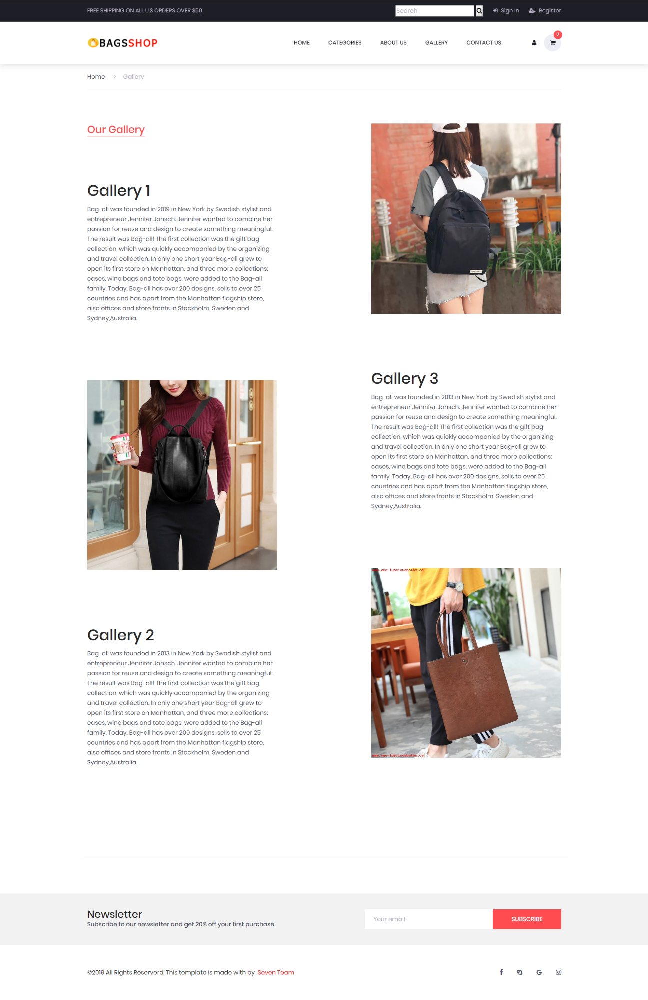 FREE SHIPPING ON ALL U.S ORDERS OVER $50
Search
Sign In
Register
BAGSSHOP
HOME
CATEGORIES
ABOUT US
GALLERY
CONTACT US
2
Home
Gallery
Our Gallery
Gallery 1
Bag-all was founded in 2019 in New York by Swedish stylist and
entrepreneur Jennifer Jansch. Jennifer wanted to combine her
passion for reuse and design to create something meaningful.
The result was Bag-all! The first collection was the gift bag
collection, which was quickly accompanied by the organizing
and travel collection. In only one short year Bag-all grew to
open its first store on Manhattan, and three more collections:
cases, wine bags and tote bags, were added to the Bag-all
family. Today, Bag-all has over 200 designs, sells to over 25
countries and has apart from the Manhattan flagship store,
also offices and store fronts in Stockholm, Sweden and
Sydney,Australia.
Gallery 3
Bag-all was founded in 2013 in New York by Swedish stylist and
entrepreneur Jennifer Jansch. Jennifer wanted to combine her
passion for reuse and design to create something meaningful.
The result was Bag-all! The first collection was the gift bag
collection, which was quickly accompanied by the organizing
and travel collection. In only one short year Bag-all grew to
open its first store on Manhattan, and three more collections:
cases, wine bags and tote bags, were added to the Bag-all
family. Today, Bag-all has over 200 designs, sells to over 25
countries and has apart from the Manhattan flagship store,
also offices and store fronts in Stockholm, Sweden and
Sydney,Australia.
www.vee-lusciousbaths.ca
Gallery 2
Bag-all was founded in 2013 in New York by Swedish stylist and
entrepreneur Jennifer Jansch. Jennifer wanted to combine her
passion for reuse and design to create something meaningful.
The result was Bag-all! The first collection was the gift bag
collection, which was quickly accompanied by the organizing
and travel collection. In only one short year Bag-all grew to
open its first store on Manhattan, and three more collections:
cases, wine bags and tote bags, were added to the Bag-all
family. Today, Bag-all has over 200 designs, sells to over 25
countries and has apart from the Manhattan flagship store,
also offices and store fronts in Stockholm, Sweden and
Sydney,Australia.
www.vee-lusciousbaths.ca
Newsletter
Subscribe to our newsletter and get 20% off your first purchase
Your email
SUBSCRIBE
©2019 All Rights Reserverd. This template is made with by Seven Team